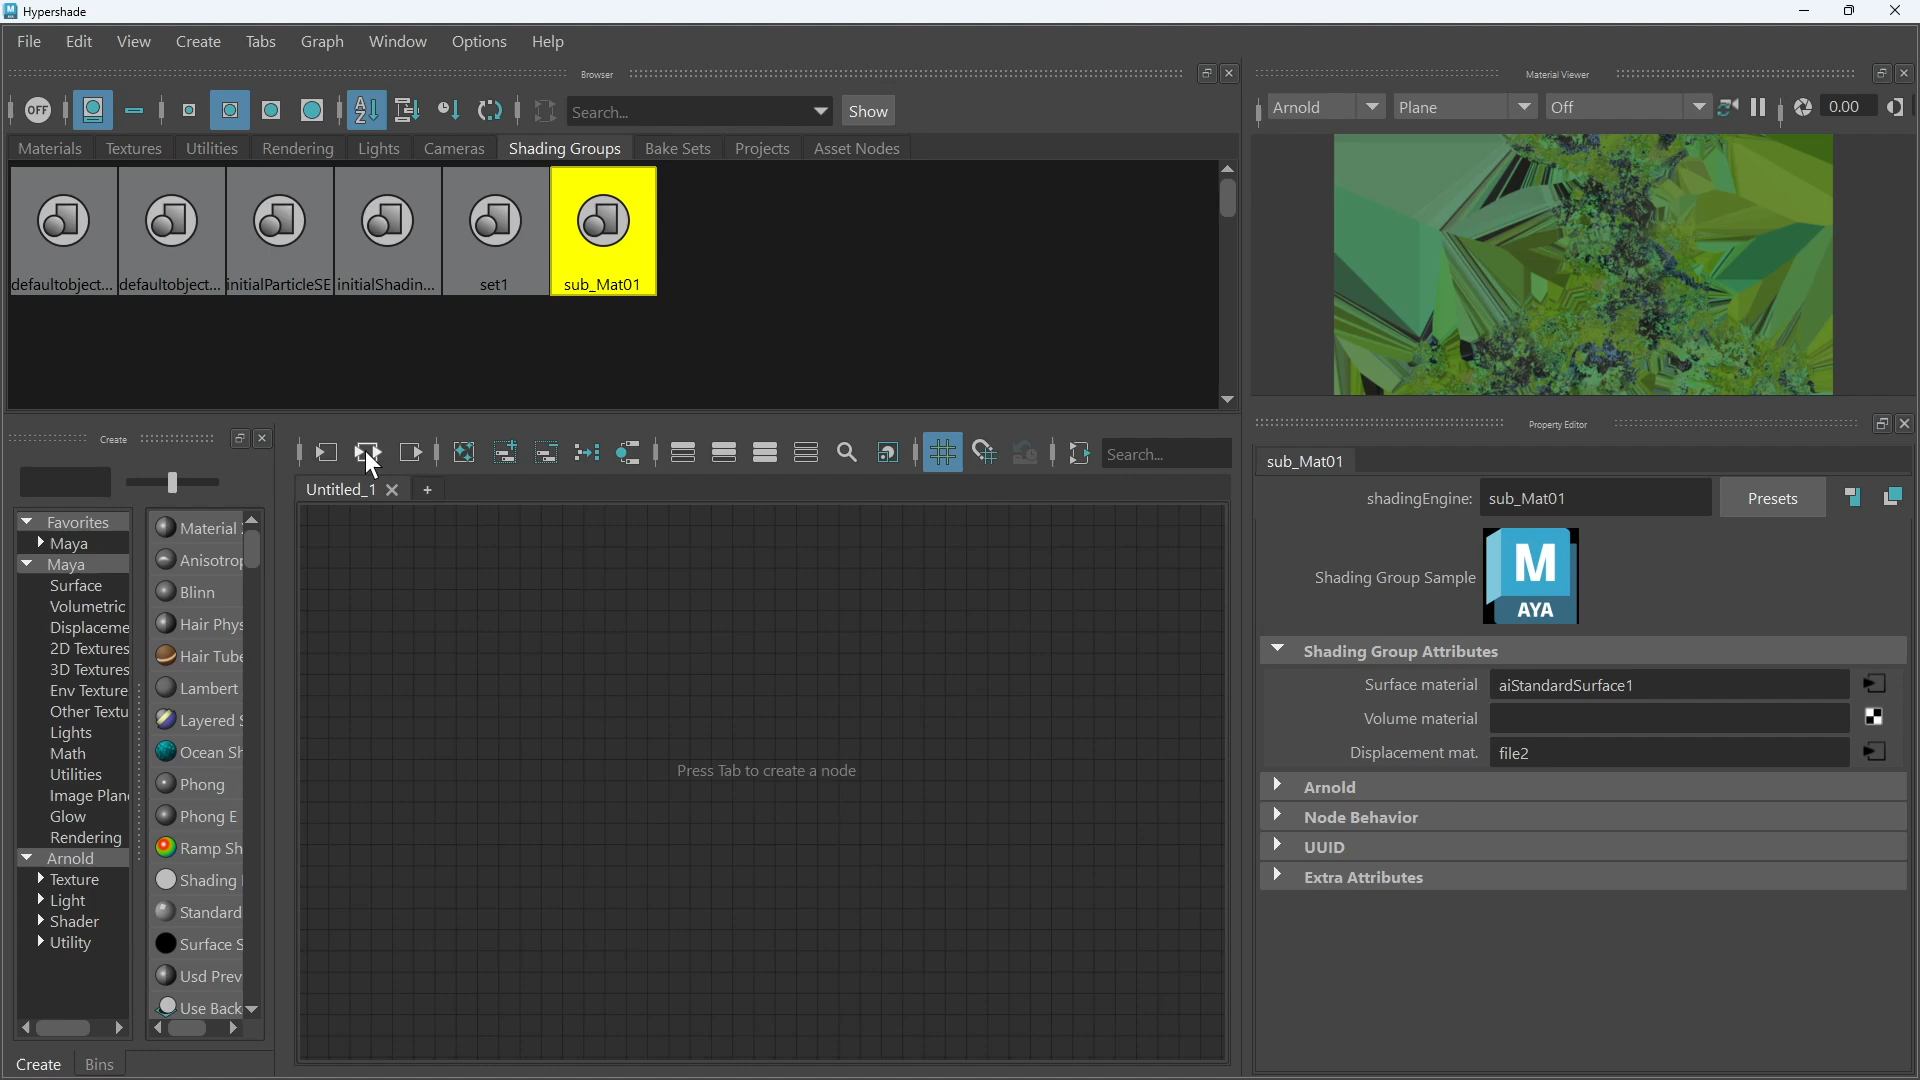 Hypershade
File Edit View Create Tabs Graph Window Options Help
Browser
OFF Search... Show
Materials Textures Utilities Rendering Lights Cameras Shading Groups Bake Sets Projects Asset Nodes
defaultobject... defaultobject... initialParticleSE initialShadin... set1 sub_Mat01
Material Viewer
Arnold Plane Off 0.00
Create
Favorites
Maya
Maya
Surface
Volumetric
Displaceme
2D Textures
3D Textures
Env Texture
Other Textu
Lights
Math
Utilities
Image Plan
Glow
Rendering
Arnold
Texture
Light
Shader
Utility
Material
Anisotrop
Blinn
Hair Phys
Hair Tube
Lambert
Layered S
Ocean Sh
Phong
Phong E
Ramp Sh
Shading
Standard
Surface S
Usd Prev
Use Back
Create Bins
Search...
Untitled_1 +
Press Tab to create a node
Property Editor
sub_Mat01
shadingEngine: sub_Mat01 Presets
Shading Group Sample
M
AYA
Shading Group Attributes
Surface material aiStandardSurface1
Volume material
Displacement mat. file2
Arnold
Node Behavior
UUID
Extra Attributes